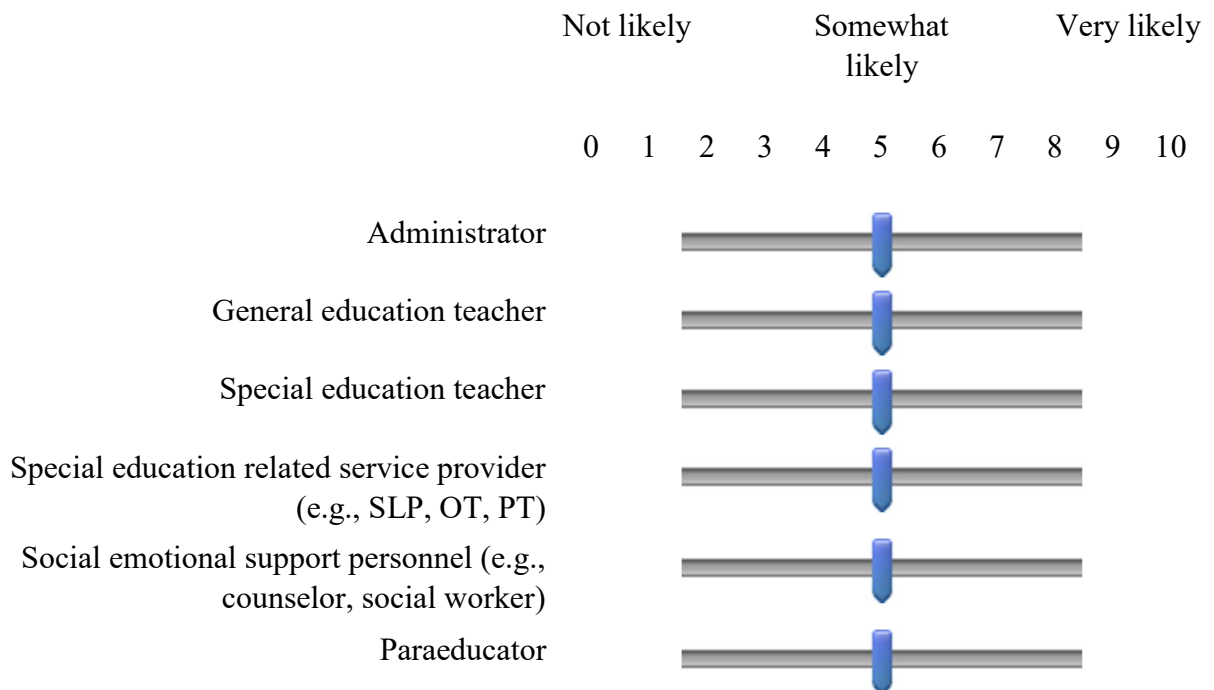 Not likely Somewhat Very likely
likely
0 1 2 3 4 5 6 7 8 9 10
Administrator
General education teacher
Special education teacher
Special education related service provider
(e.g., SLP, OT, PT)
Social emotional support personnel (e.g.,
counselor, social worker)
Paraeducator